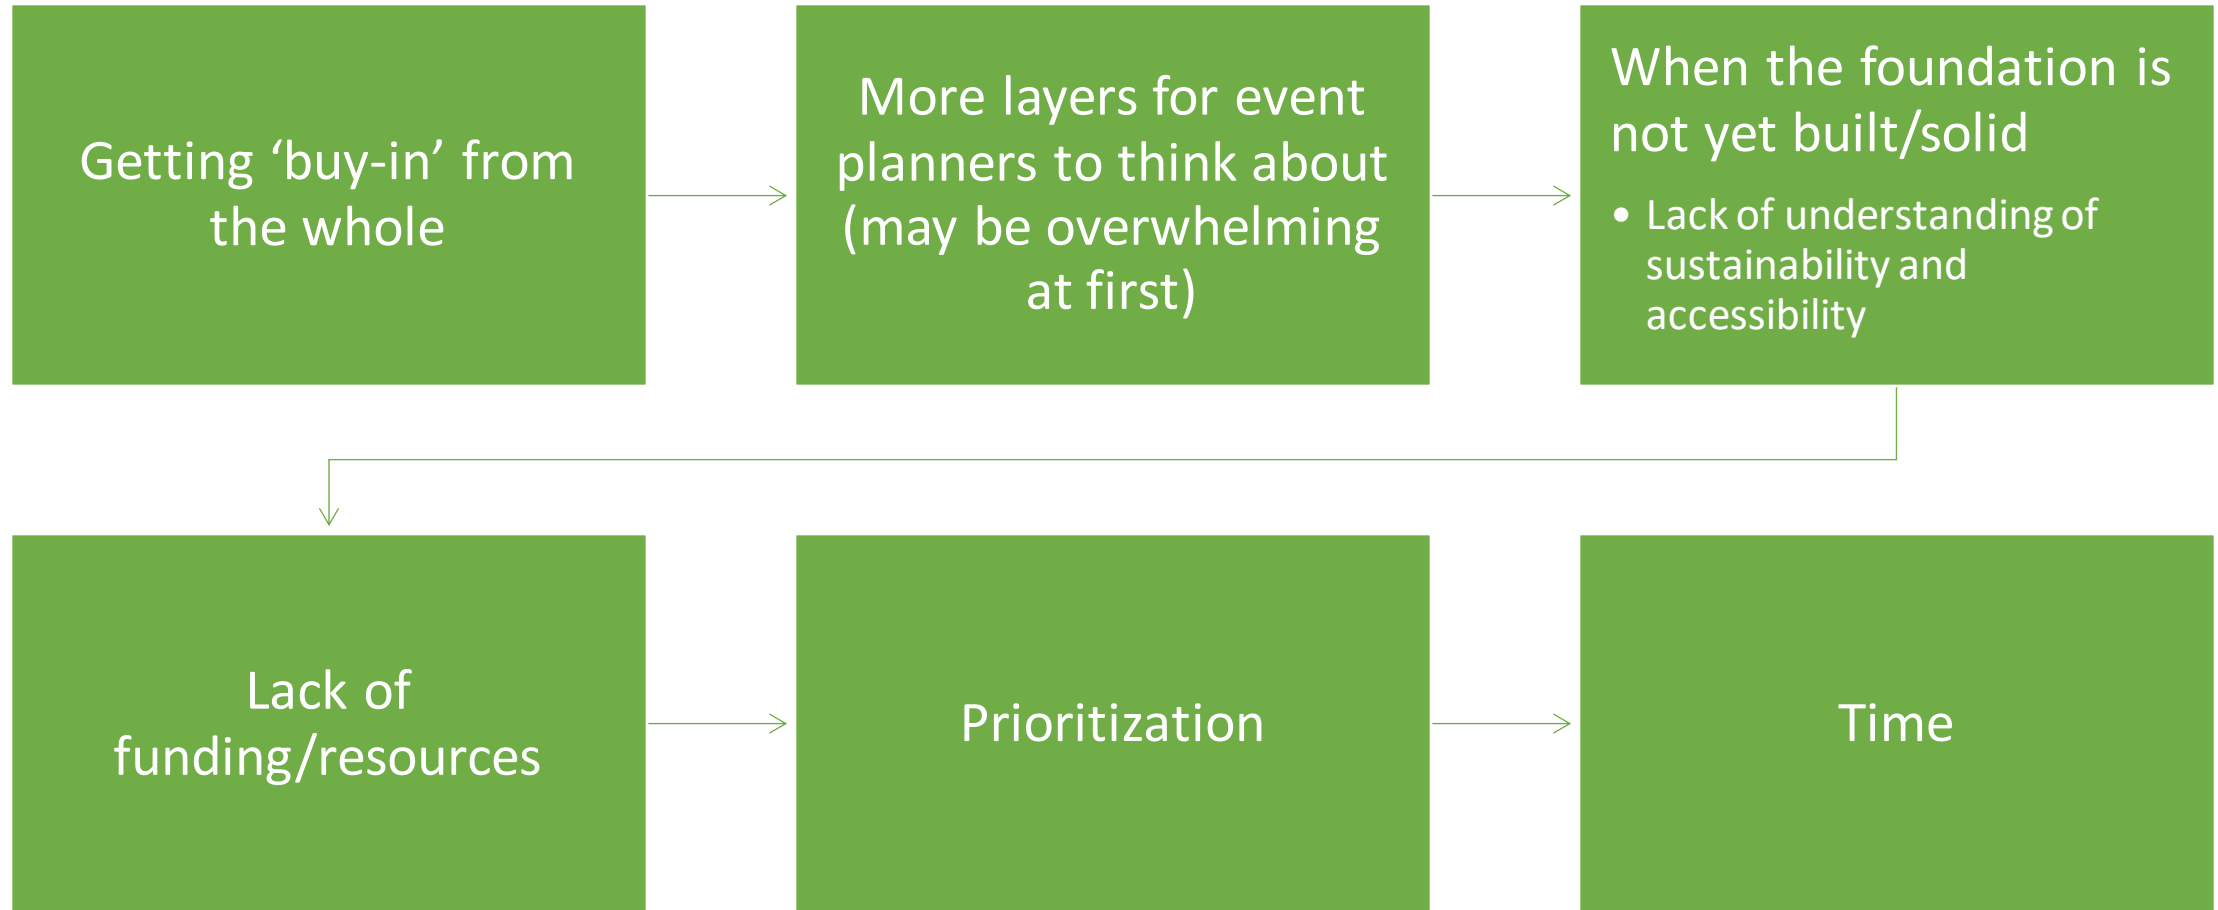 Getting ‘buy-in’ from
the whole
More layers for event
planners to think about
(may be overwhelming
at first)
When the foundation is
not yet built/solid
• Lack of understanding of
sustainability and
accessibility
Lack of
funding/resources
Prioritization
Time